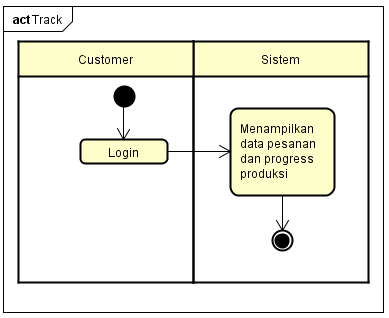 act Track
Customer
Sistem
Login
Menampilkan
data pesanan
dan progress
produksi